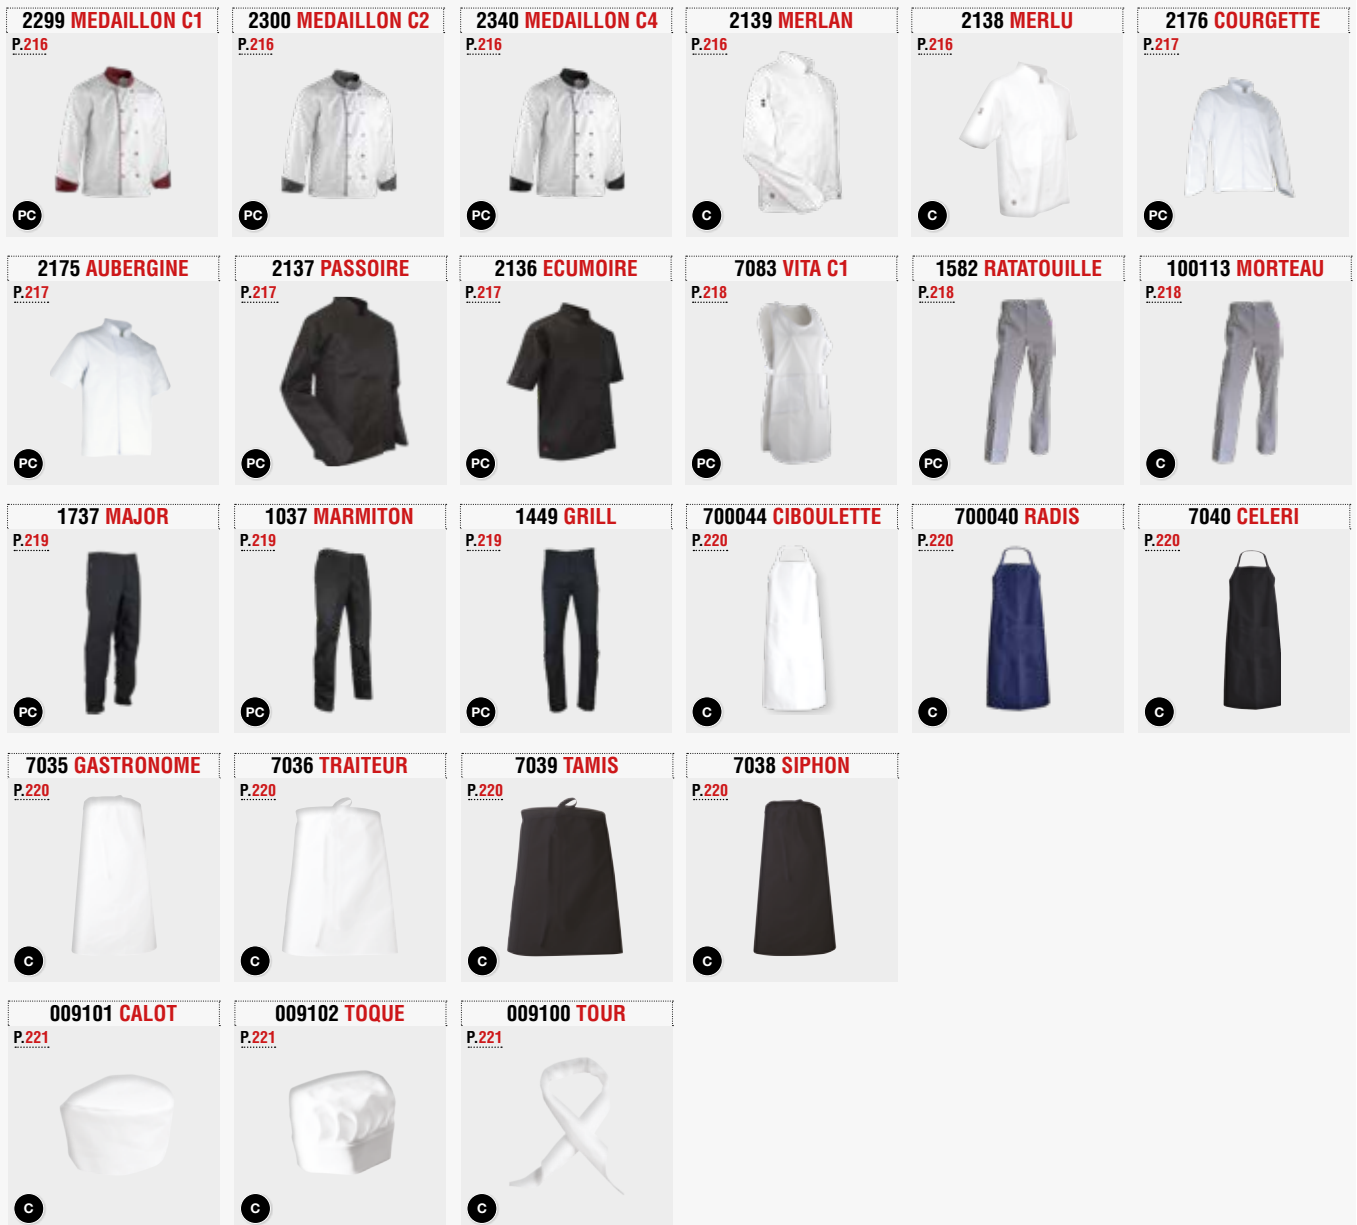 2299 MEDAILLON C1
P.216
PC
2300 MEDAILLON C2
P.216
PC
2340 MEDAILLON C4
P.216
PC
2139 MERLAN
P.216
C
2138 MERLU
P.216
C
2176 COURGETTE
P.217
PC
2175 AUBERGINE
P.217
PC
2137 PASSOIRE
P.217
PC
2136 ECUMOIRE
P.217
PC
7083 VITA C1
P.218
PC
1582 RATATOUILLE
P.218
PC
100113 MORTEAU
P.218
C
1737 MAJOR
P.219
PC
1037 MARMITON
P.219
PC
1449 GRILL
P.219
PC
700044 CIBOULETTE
P.220
C
700040 RADIS
P.220
C
7040 CELERI
P.220
C
7035 GASTRONOME
P.220
C
7036 TRAITEUR
P.220
C
7039 TAMIS
P.220
C
7038 SIPHON
P.220
C
009101 CALOT
P.221
C
009102 TOQUE
P.221
C
009100 TOUR
P.221
C